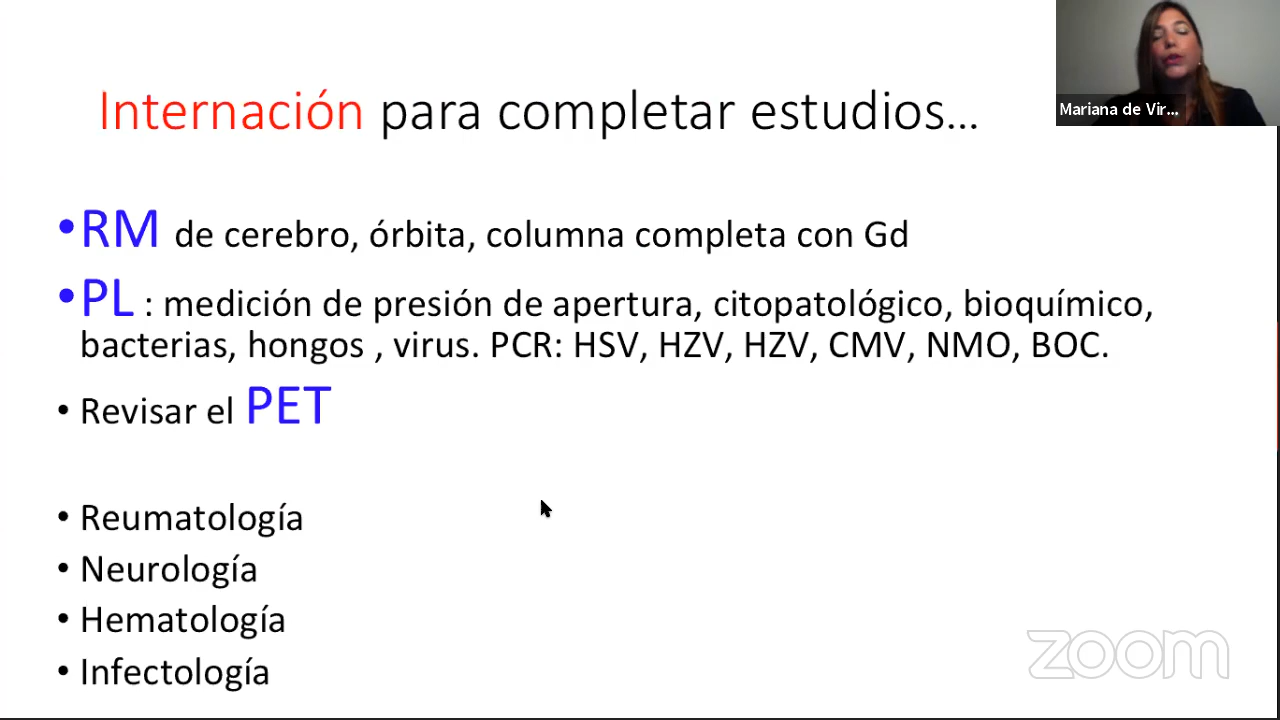 Internación para completar estudios...
Mariana de Vir...
•RM de cerebro, órbita, columna completa con Gd
•PL : medición de presión de apertura, citopatológico, bioquímico,
bacterias, hongos , virus. PCR: HSV, HZV, HZV, CMV, NMO, BOC.
• Revisar el PET
• Reumatología
• Neurología
• Hematología
• Infectología
zoom